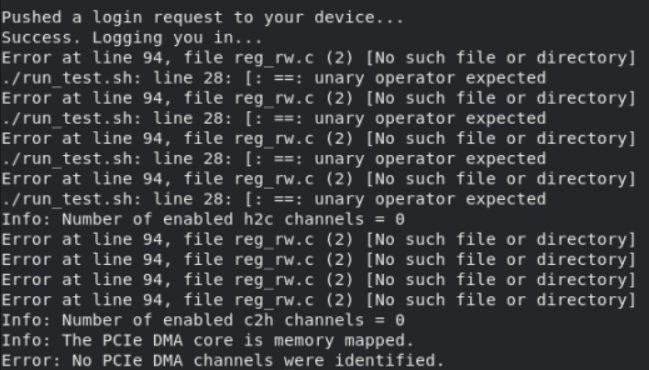 Pushed a login request to your device...
Success. Logging you in...
Error at line 94, file reg_rw.c (2) [No such file or directory]
./run_test.sh: line 28: [: ==: unary operator expected
Error at line 94, file reg_rw.c (2) [No such file or directory]
./run_test.sh: line 28: [: ==: unary operator expected
Error at line 94, file reg_rw.c (2) [No such file or directory]
./run_test.sh: line 28: [: ==: unary operator expected
Error at line 94, file reg_rw.c (2) [No such file or directory]
./run_test.sh: line 28: [: ==: unary operator expected
Info: Number of enabled h2c channels = 0
Error at line 94, file reg_rw.c (2) [No such file or directory]
Error at line 94, file reg_rw.c (2) [No such file or directory]
Error at line 94, file reg_rw.c (2) [No such file or directory]
Error at line 94, file reg_rw.c (2) [No such file or directory]
Info: Number of enabled c2h channels = 0
Info: The PCIe DMA core is memory mapped.
Error: No PCIe DMA channels were identified.